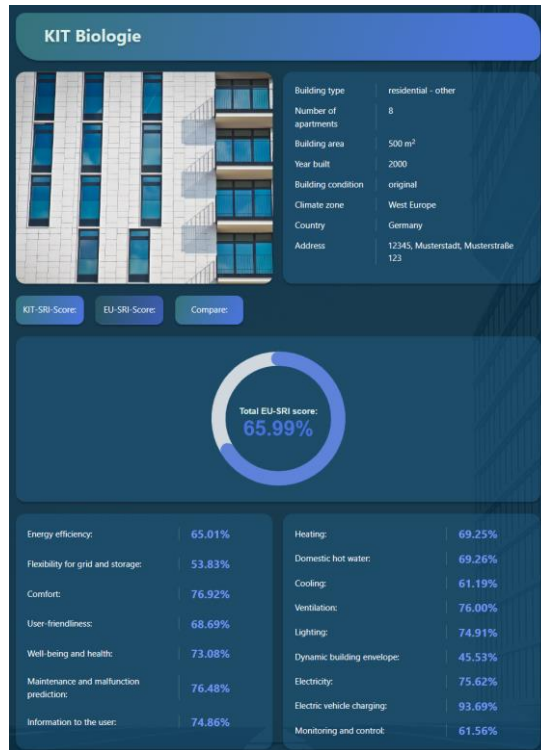 KIT Biologie
Building type residential - other
Number of
apartments 8
Building area 500 m²
Year built 2000
Building condition original
Climate zone West Europe
Country Germany
Address 12345, Musterstadt, Musterstraße
123
KIT-SRI-Score: EU-SRI-Score: Compare:
Total EU-SRI score:
65.99%
Energy efficiency: 65.01%
Flexibility for grid and storage: 53.83%
Comfort: 76.92%
User-friendliness: 68.69%
Well-being and health: 73.08%
Maintenance and malfunction
prediction: 76.48%
Information to the user: 74.86%
Heating: 69.25%
Domestic hot water: 69.26%
Cooling: 61.19%
Ventilation: 76.00%
Lighting: 74.91%
Dynamic building envelope: 45.53%
Electricity: 75.62%
Electric vehicle charging: 93.69%
Monitoring and control: 61.56%